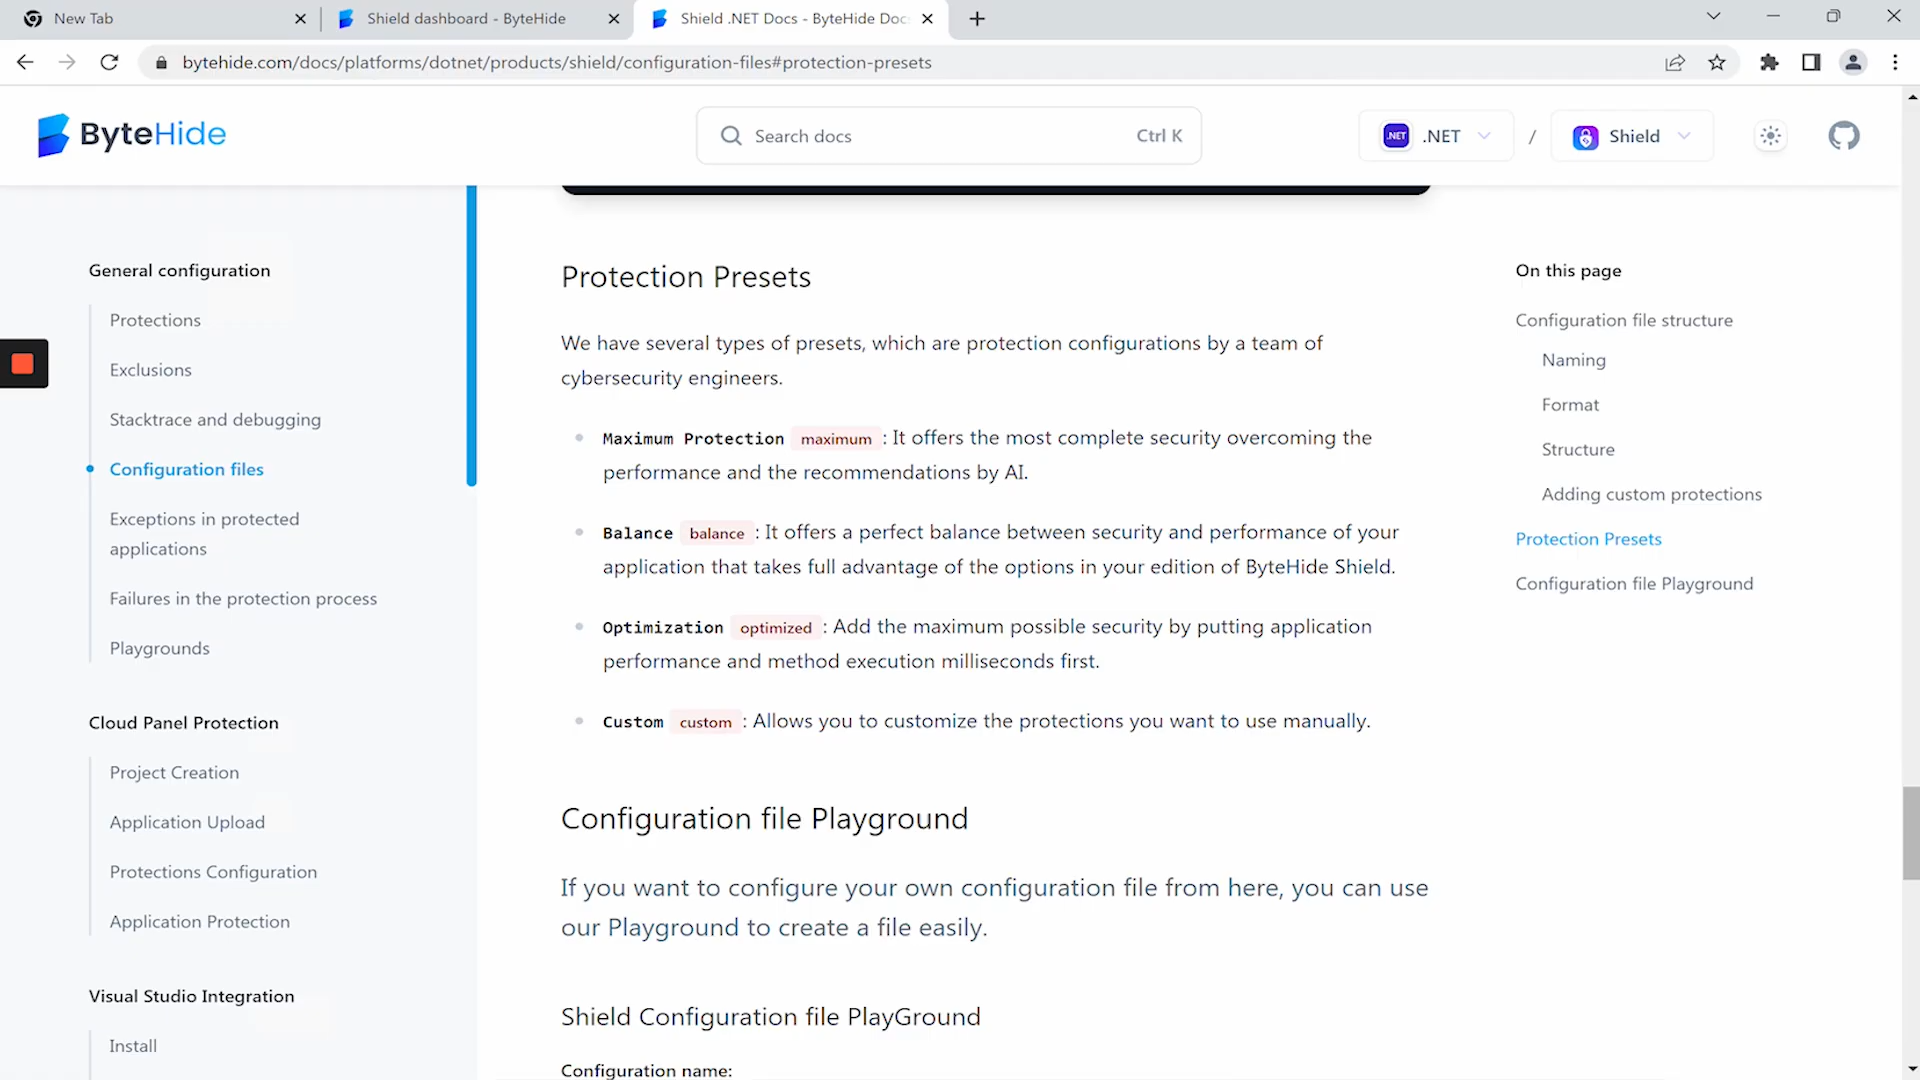 New Tab
Shield dashboard - ByteHide
Shield .NET Docs - ByteHide Doc
bytehide.com/docs/platforms/dotnet/products/shield/configuration-files#protection-presets
ByteHide
Search docs
Ctrl K
.NET
.NET
/
Shield
General configuration
Protections
Exclusions
Stacktrace and debugging
Configuration files
Exceptions in protected
applications
Failures in the protection process
Playgrounds
Cloud Panel Protection
Project Creation
Application Upload
Protections Configuration
Application Protection
Visual Studio Integration
Install
Protection Presets
We have several types of presets, which are protection configurations by a team of
cybersecurity engineers.
Maximum Protection maximum : It offers the most complete security overcoming the
performance and the recommendations by AI.
Balance balance : It offers a perfect balance between security and performance of your
application that takes full advantage of the options in your edition of ByteHide Shield.
Optimization optimized : Add the maximum possible security by putting application
performance and method execution milliseconds first.
Custom custom : Allows you to customize the protections you want to use manually.
Configuration file Playground
If you want to configure your own configuration file from here, you can use
our Playground to create a file easily.
Shield Configuration file PlayGround
Configuration name:
On this page
Configuration file structure
Naming
Format
Structure
Adding custom protections
Protection Presets
Configuration file Playground